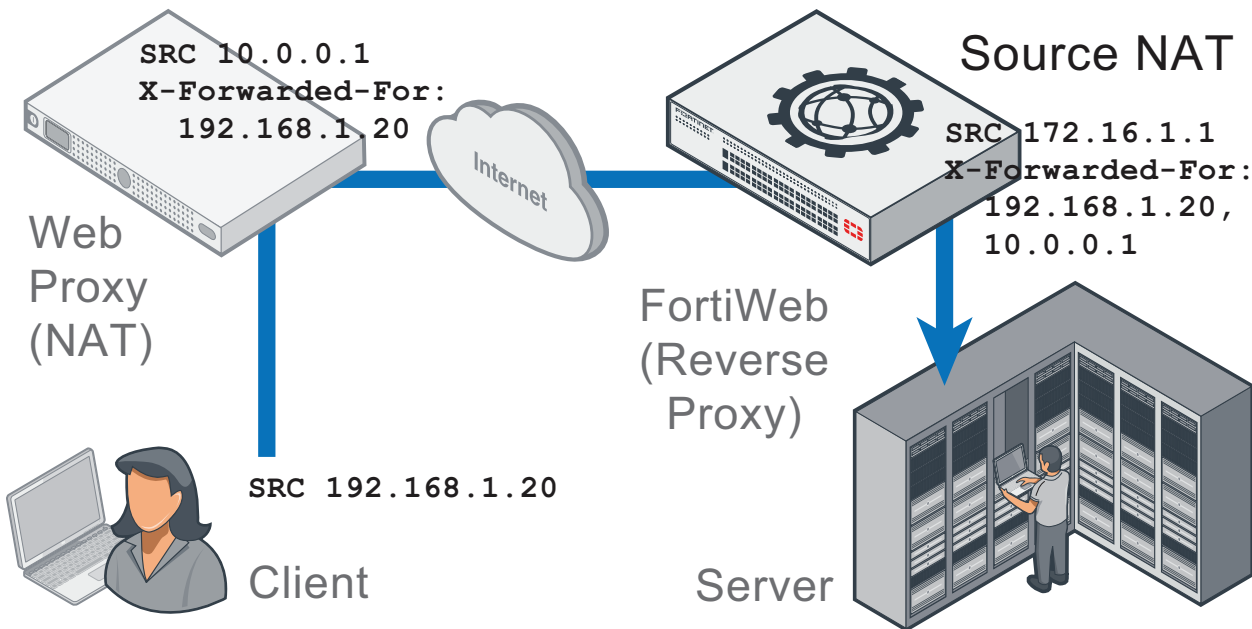 SRC 10.0.0.1
X-Forwarded-For:
192.168.1.20
Source NAT
FORTINET
SRC 172.16.1.1
X-Forwarded-For:
192.168.1.20,
10.0.0.1
Internet
Web
Proxy
(NAT)
FortiWeb
(Reverse
Proxy)
SRC 192.168.1.20
Client
Server